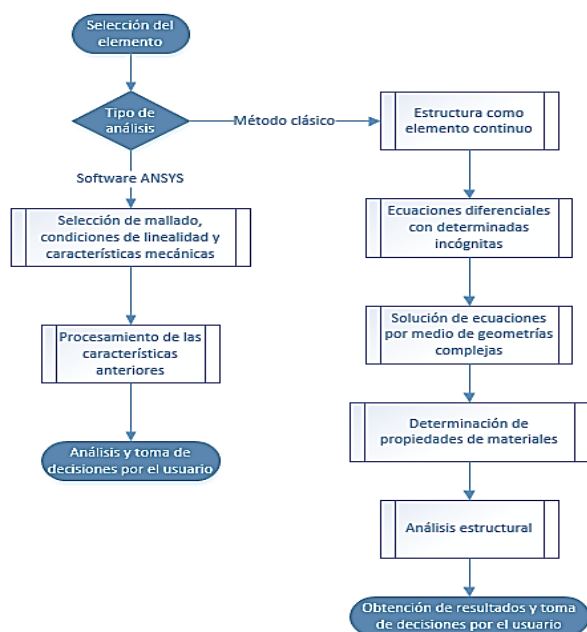 Selección del
elemento
Tipo de
análisis
Método clásico
Estructura como
elemento continuo
Software ANSYS
Selección de mallado,
condiciones de linealidad y
características mecánicas
Ecuaciones diferenciales
con determinadas
incógnitas
Procesamiento de las
características
anteriores
Solución de ecuaciones
por medio de geometrías
complejas
Análisis y toma de
decisiones por el usuario
Determinación de
propiedades de materiales
Análisis estructural
Obtención de resultados y toma
de decisiones por el usuario